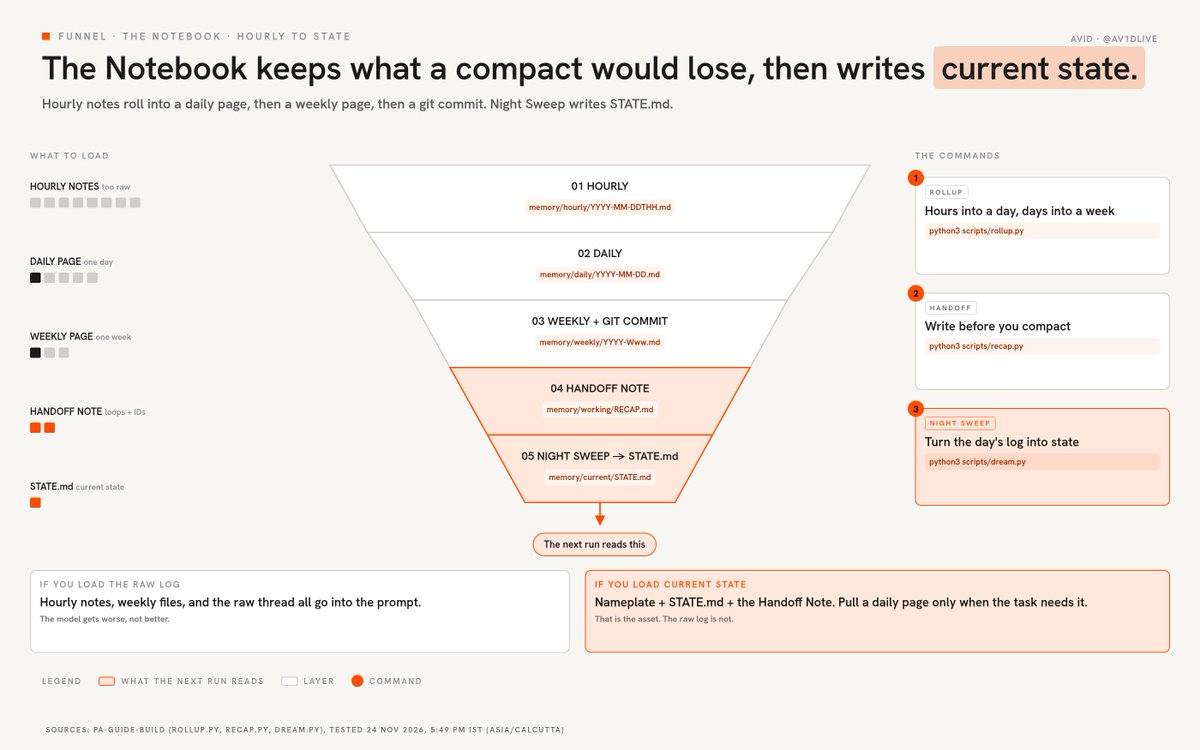 FUNNEL · THE NOTEBOOK · HOURLY TO STATE
AVID · @AV1DLIVE
The Notebook keeps what a compact would lose, then writes current state.
Hourly notes roll into a daily page, then a weekly page, then a git commit. Night Sweep writes STATE.md.
WHAT TO LOAD
HOURLY NOTES too raw
DAILY PAGE one day
WEEKLY PAGE one week
HANDOFF NOTE loops + IDs
STATE.md current state
01 HOURLY
memory/hourly/YYYY-MM-DDTHH.md
02 DAILY
memory/daily/YYYY-MM-DD.md
03 WEEKLY + GIT COMMIT
memory/weekly/YYYY-Www.md
04 HANDOFF NOTE
memory/working/RECAP.md
05 NIGHT SWEEP → STATE.md
memory/current/STATE.md
The next run reads this
THE COMMANDS
1
ROLLUP
Hours into a day, days into a week
python3 scripts/rollup.py
2
HANDOFF
Write before you compact
python3 scripts/recap.py
3
NIGHT SWEEP
Turn the day's log into state
python3 scripts/dream.py
IF YOU LOAD THE RAW LOG
Hourly notes, weekly files, and the raw thread all go into the prompt.
The model gets worse, not better.
IF YOU LOAD CURRENT STATE
Nameplate + STATE.md + the Handoff Note. Pull a daily page only when the task needs it.
That is the asset. The raw log is not.
LEGEND
WHAT THE NEXT RUN READS
LAYER
COMMAND
SOURCES: PA-GUIDE-BUILD (ROLLUP.PY, RECAP.PY, DREAM.PY), TESTED 24 NOV 2026, 5:49 PM IST (ASIA/CALCUTTA)